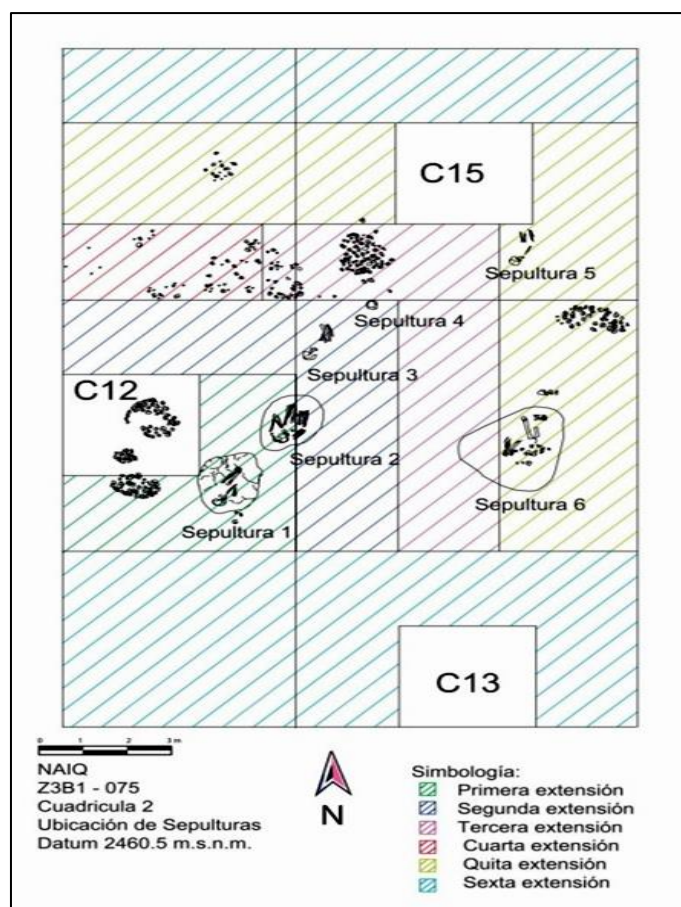 C15
Sepultura 5
Sepultura 4
Sepultura 3
C12
Sepultura 2
Sepultura 6
Sepultura 1
C13
0 1 2 3 m
NAIQ
Z3B1 - 075
Cuadricula 2
Ubicación de Sepulturas
Datum 2460.5 m.s.n.m.
N
Simbología:
Primera extensión
Segunda extensión
Tercera extensión
Cuarta extensión
Quita extensión
Sexta extensión